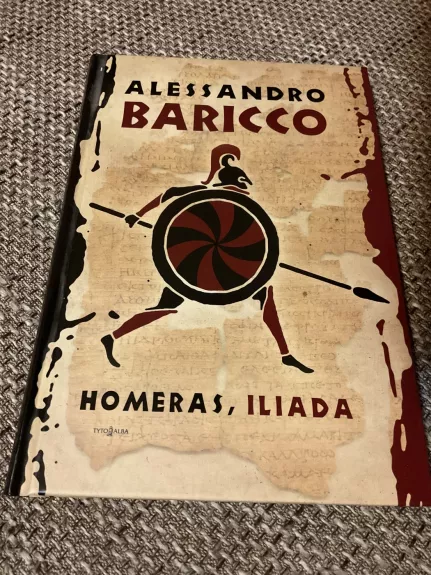 ALESSANDRO
BARICCO
HOMERAS, ILIADA
TYTO ALBA